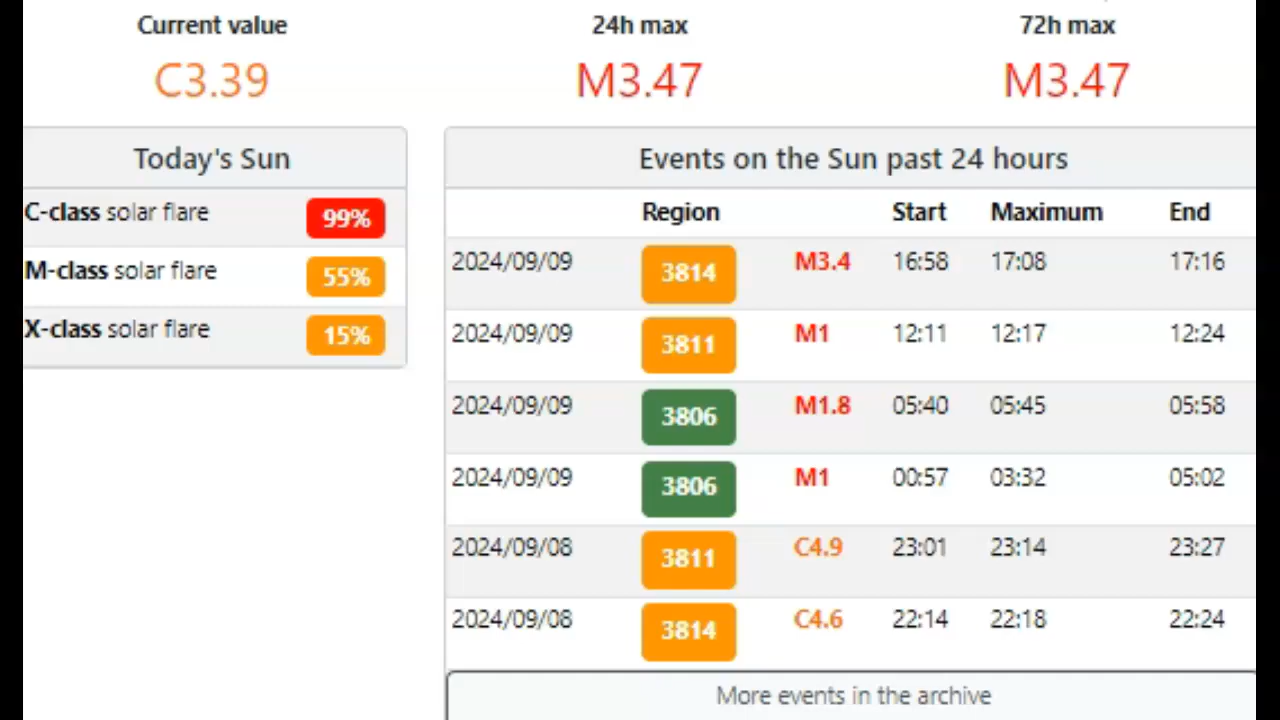 Current value 24h max 72h max
C3.39 M3.47 M3.47
Today's Sun
C-class solar flare 99%
M-class solar flare 55%
X-class solar flare 15%
Events on the Sun past 24 hours
Region Start Maximum End
2024/09/09 3814 M3.4 16:58 17:08 17:16
2024/09/09 3811 M1 12:11 12:17 12:24
2024/09/09 3806 M1.8 05:40 05:45 05:58
2024/09/09 3806 M1 00:57 03:32 05:02
2024/09/08 3811 C4.9 23:01 23:14 23:27
2024/09/08 3814 C4.6 22:14 22:18 22:24
More events in the archive